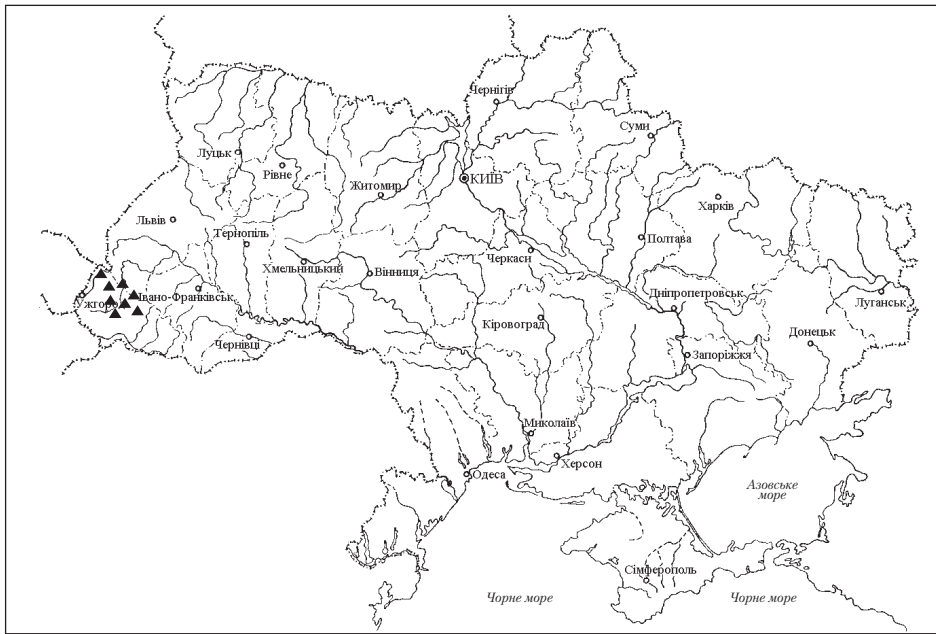 Чернігів
Суми
Луцьк
Рівне
КИЇВ
Житомир
Харків
Львів
Тернопіль
Полтава
Черкаси
Хмельницький
Вінниця
Ужгоро
Івано-Франківськ
Дніпропетровськ
Луганськ
Кіровоград
Донецьк
Чернівці
Запоріжжя
Миколаїв
Херсон
Одеса
Азовське
море
Сімферополь
Чорне море
Чорне море